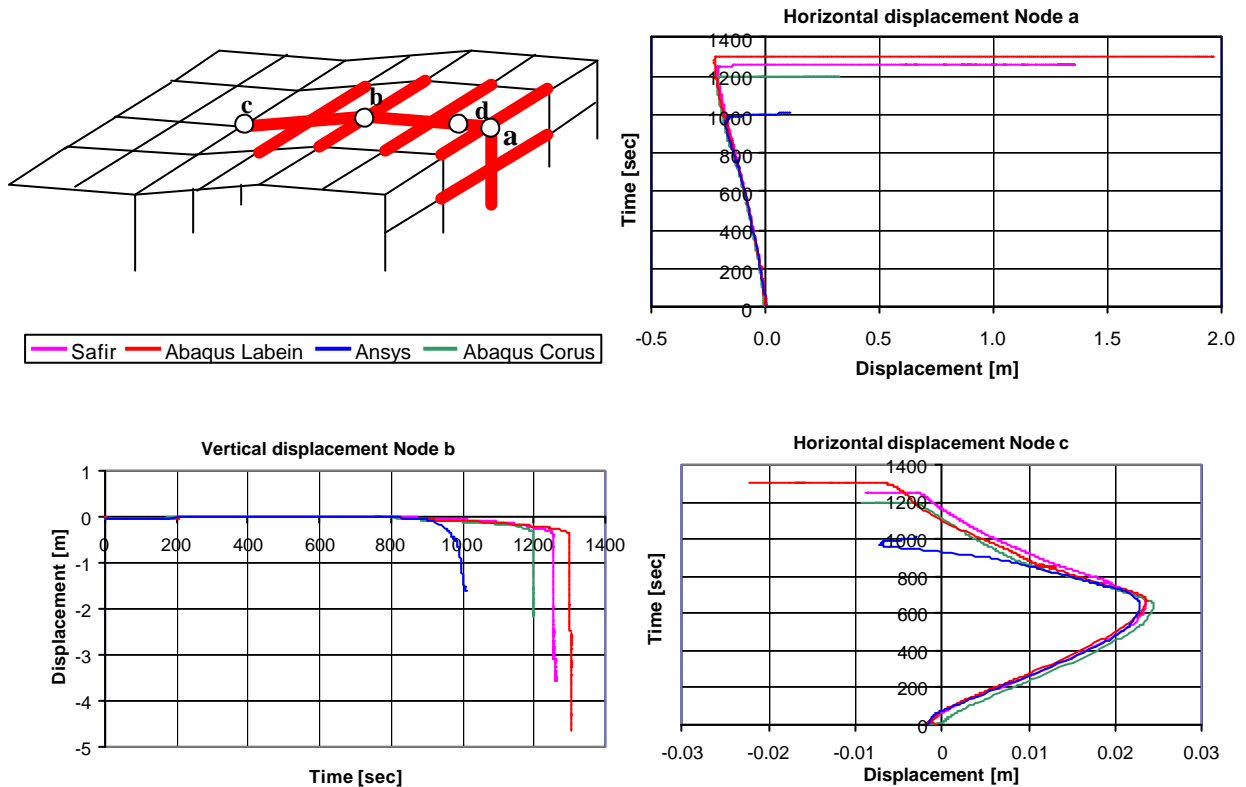 c
b
d
a
Safir
Abaqus Labein
Ansys
Abaqus Corus
Horizontal displacement Node a
Time [sec]
1400
1200
1000
800
600
400
200
0
-0.5 0.0 0.5 1.0 1.5 2.0
Displacement [m]
Vertical displacement Node b
Displacement [m]
1
0
-1
-2
-3
-4
-5
0 200 400 600 800 1000 1200 1400
Time [sec]
Horizontal displacement Node c
Time [sec]
1400
1200
1000
800
600
400
200
0
-0.03 -0.02 -0.01 0 0.01 0.02 0.03
Displacement [m]